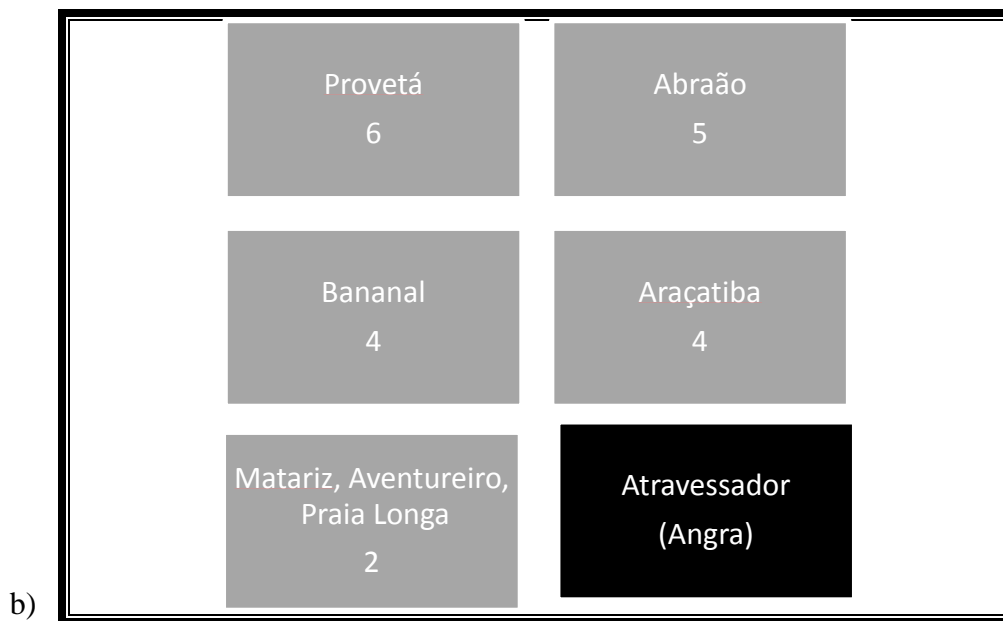 Provetá
6
Abraão
5
Bananal
4
Araçatiba
4
Matariz, Aventureiro,
Praia Longa
2
Atravessador
(Angra)
b)